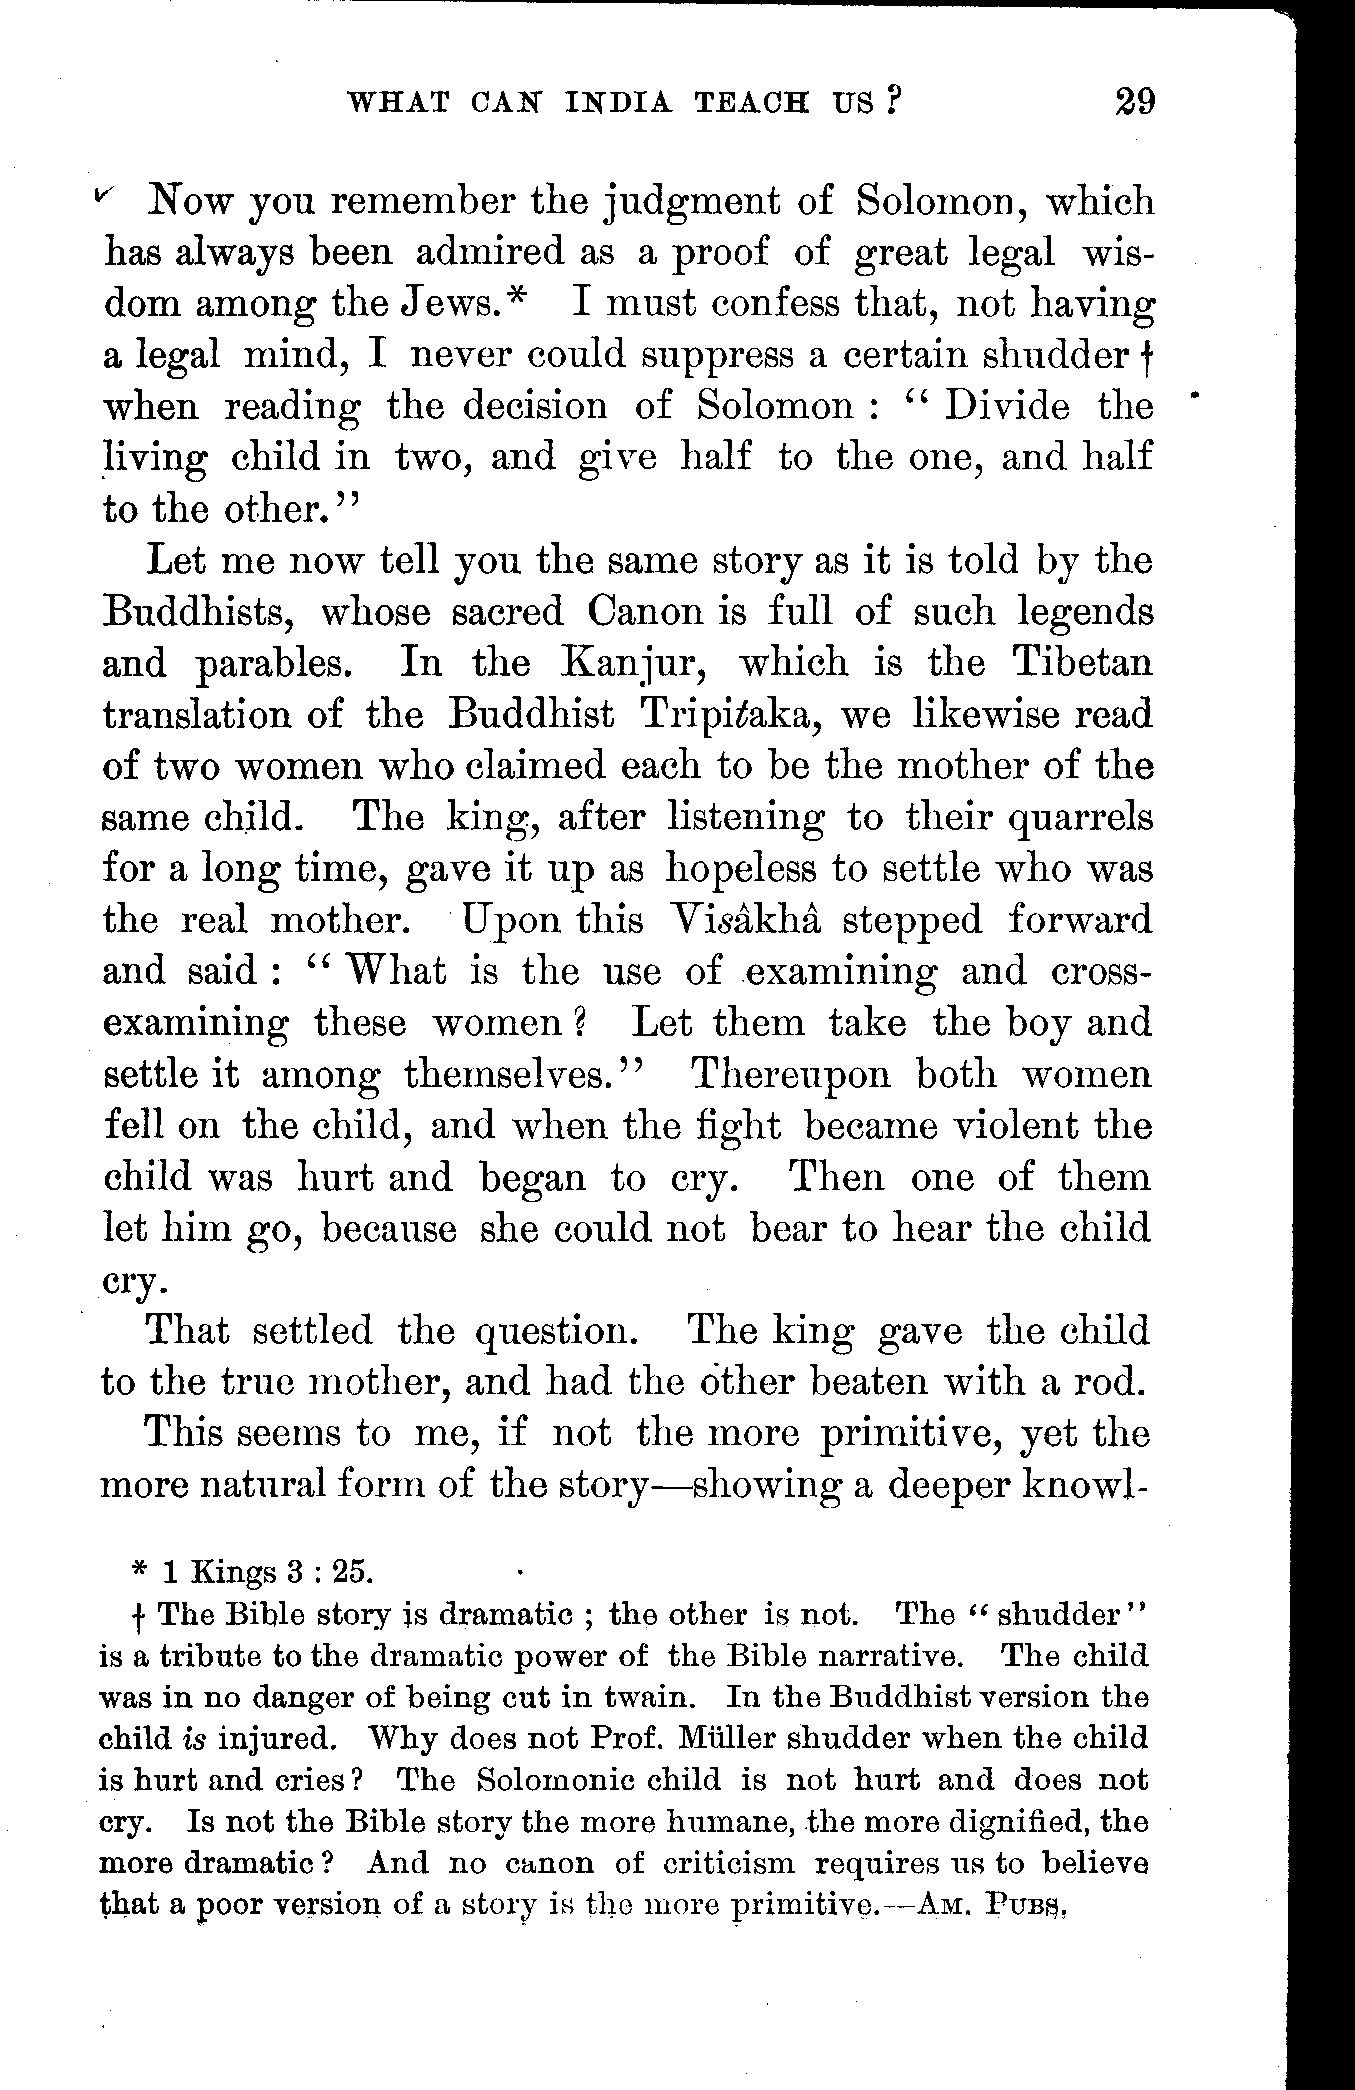 WHAT CAN INDIA TEACH US ? 29
Now you remember the judgment of Solomon, which
has always been admired as a proof of great legal wis-
dom among the Jews.* I must confess that, not having
a legal mind, I never could suppress a certain shudder †
when reading the decision of Solomon : “ Divide the
living child in two, and give half to the one, and half
to the other.”
Let me now tell you the same story as it is told by the
Buddhists, whose sacred Canon is full of such legends
and parables. In the Kanjur, which is the Tibetan
translation of the Buddhist Tripitaka, we likewise read
of two women who claimed each to be the mother of the
same child. The king, after listening to their quarrels
for a long time, gave it up as hopeless to settle who was
the real mother. Upon this Visâkhâ stepped forward
and said : “ What is the use of examining and cross-
examining these women ? Let them take the boy and
settle it among themselves.” Thereupon both women
fell on the child, and when the fight became violent the
child was hurt and began to cry. Then one of them
let him go, because she could not bear to hear the child
cry.
That settled the question. The king gave the child
to the true mother, and had the other beaten with a rod.
This seems to me, if not the more primitive, yet the
more natural form of the story—showing a deeper knowl-
* 1 Kings 3 : 25.
† The Bible story is dramatic ; the other is not. The “ shudder”
is a tribute to the dramatic power of the Bible narrative. The child
was in no danger of being cut in twain. In the Buddhist version the
child is injured. Why does not Prof. Müller shudder when the child
is hurt and cries? The Solomonic child is not hurt and does not
cry. Is not the Bible story the more humane, the more dignified, the
more dramatic? And no canon of criticism requires us to believe
that a poor version of a story is the more primitive.—AM. PUBS.